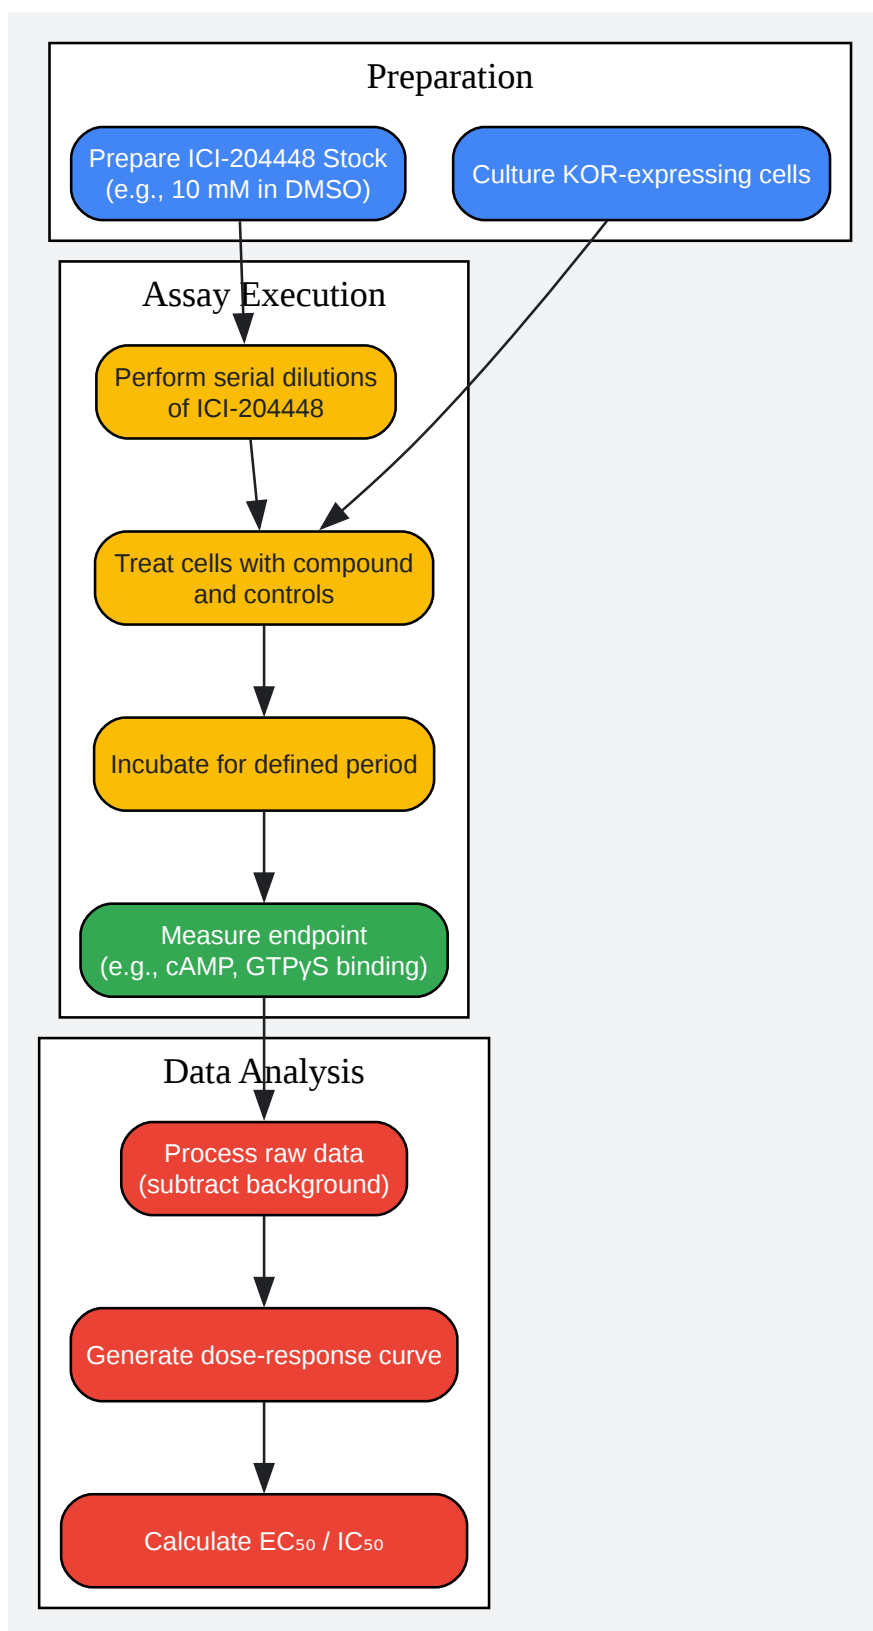 Preparation
Prepare ICI-204448 Stock
(e.g., 10 mM in DMSO)
Culture KOR-expressing cells
Assay Execution
Perform serial dilutions
of ICI-204448
Treat cells with compound
and controls
Incubate for defined period
Measure endpoint
(e.g., cAMP, GTPγS binding)
Data Analysis
Process raw data
(subtract background)
Generate dose-response curve
Calculate EC₅₀ / IC₅₀